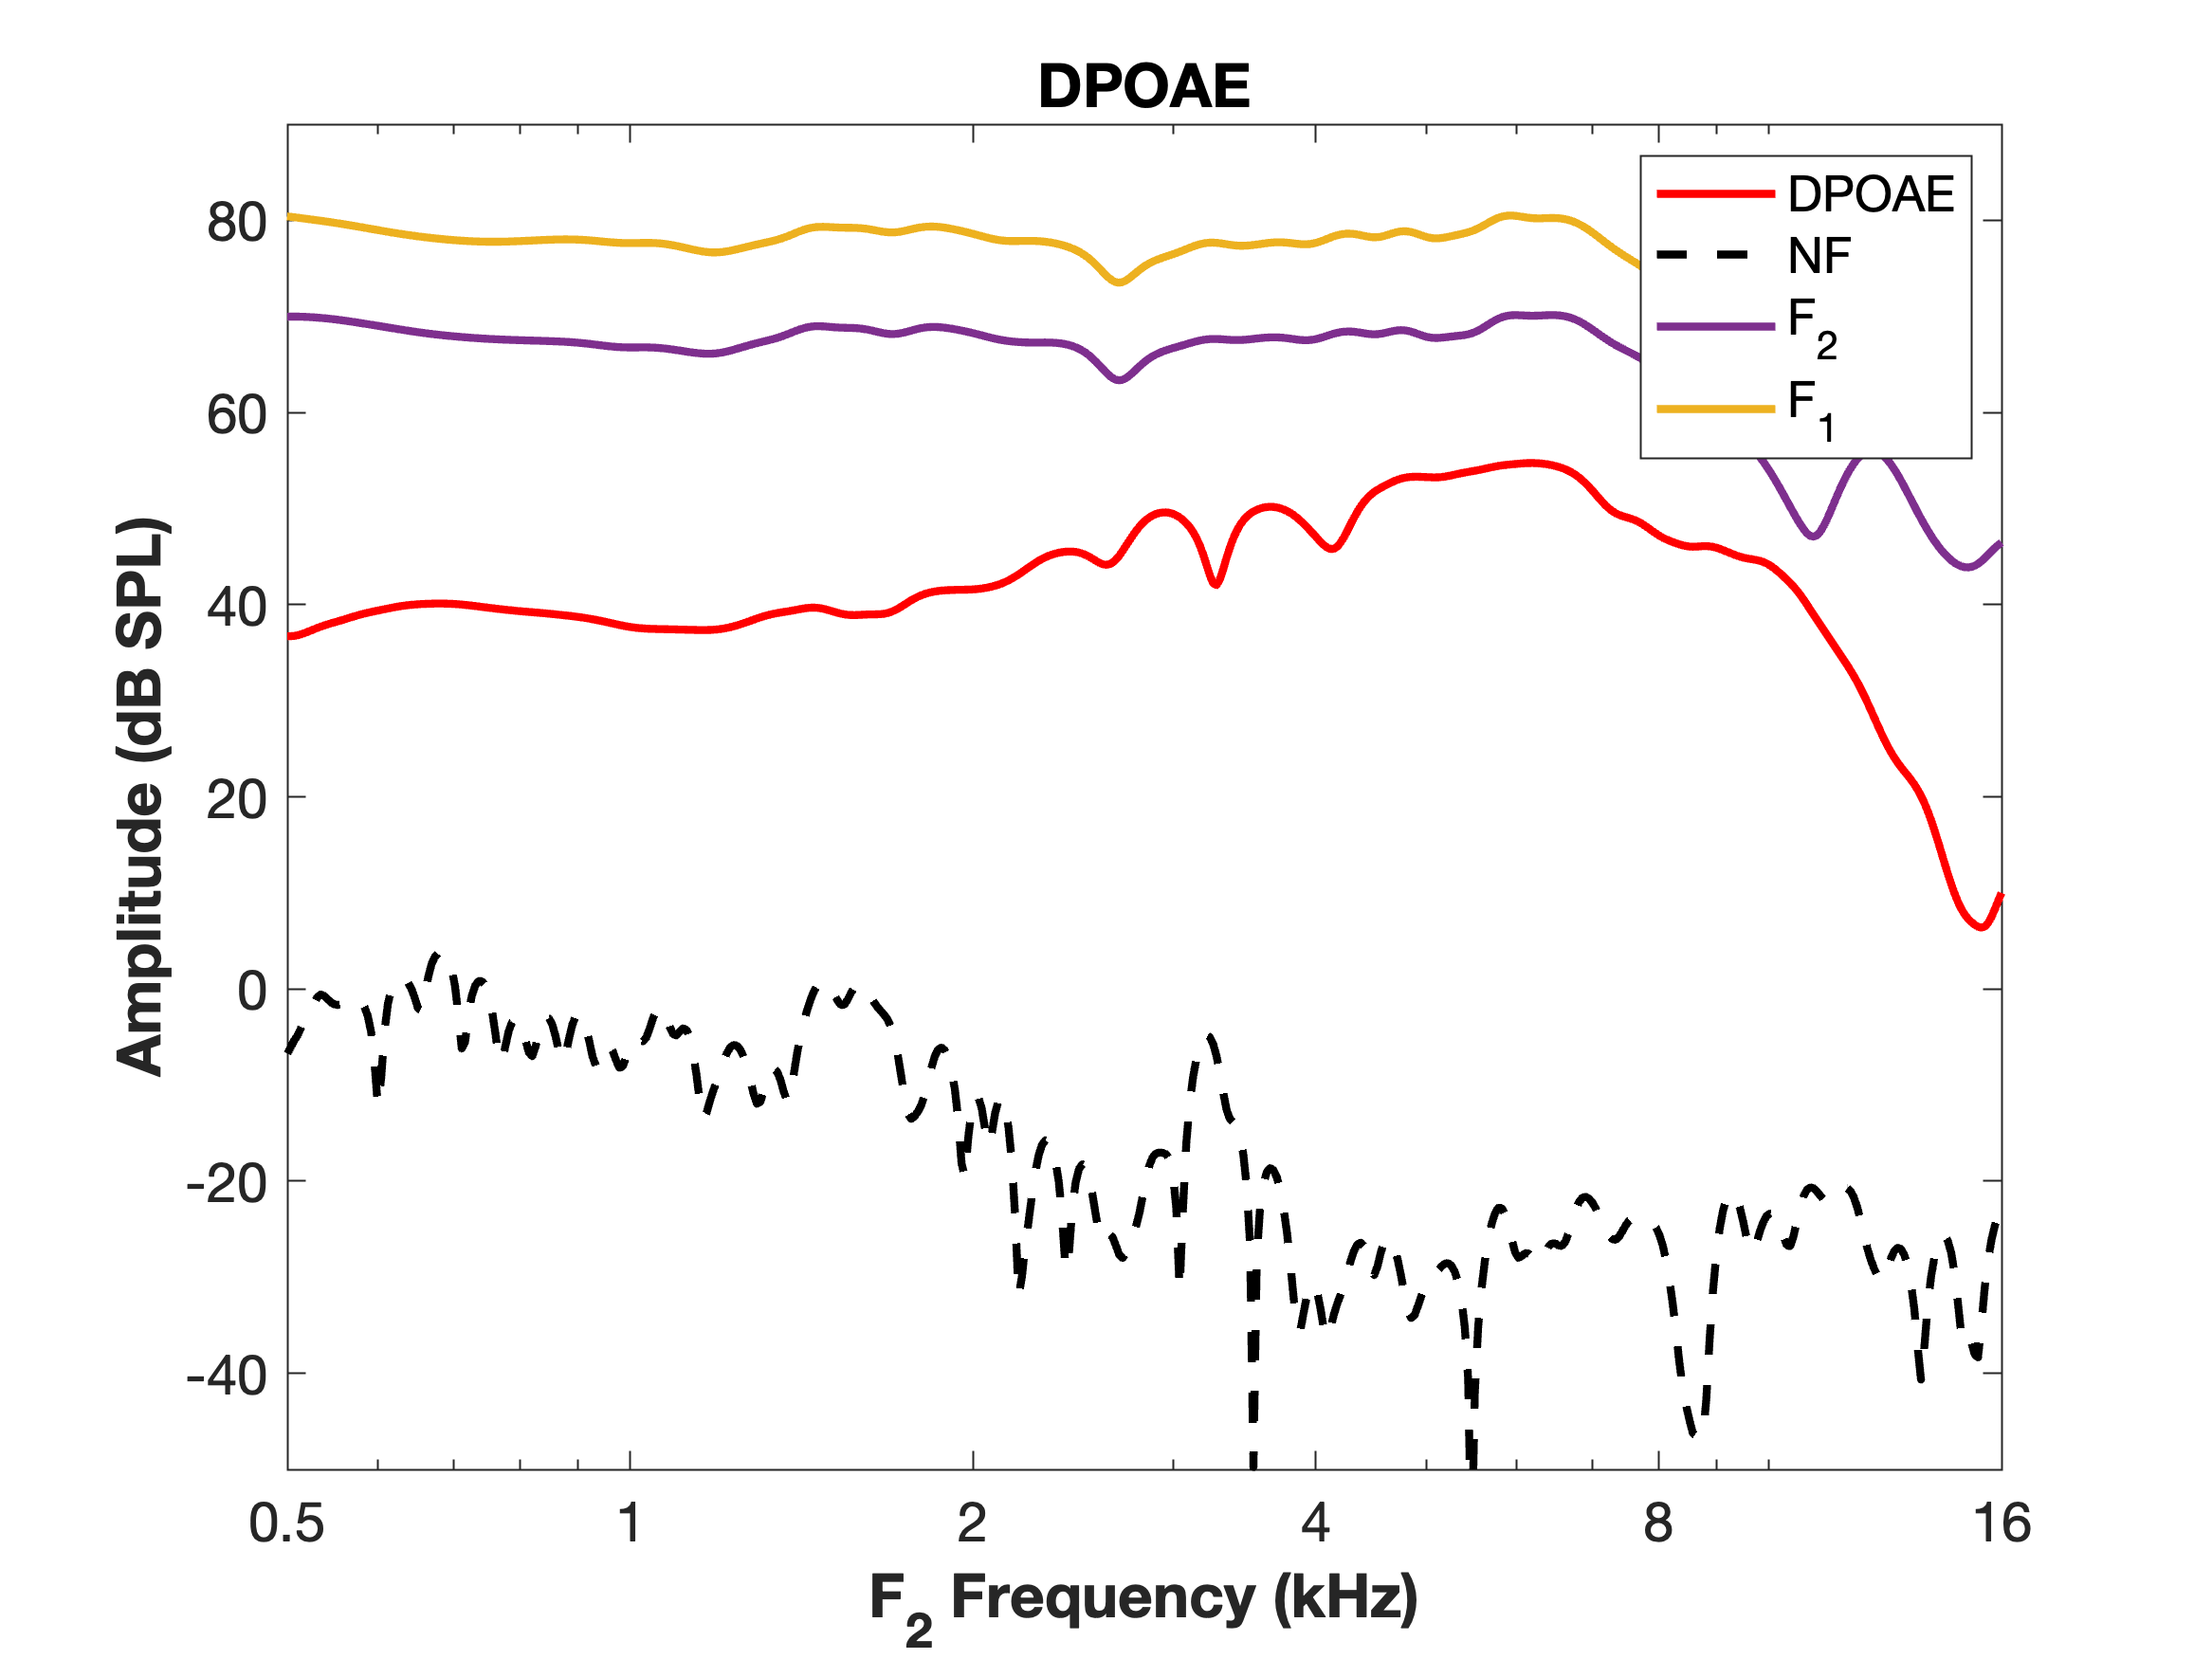 DPOAE
DPOAE
NF
F2
F1
80
60
40
20
0
-20
-40
Amplitude (dB SPL)
0.5 1 2 4 8 16
F2 Frequency (kHz)